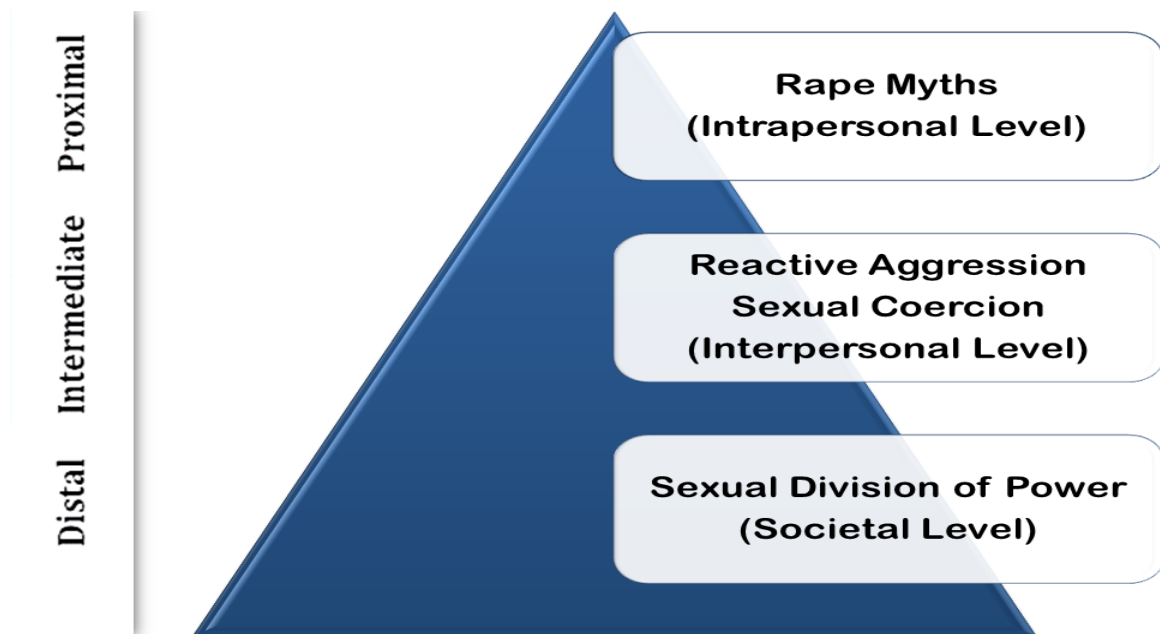 Proximal
Rape Myths
(Intrapersonal Level)
Intermediate
Reactive Aggression
Sexual Coercion
(Interpersonal Level)
Distal
Sexual Division of Power
(Societal Level)